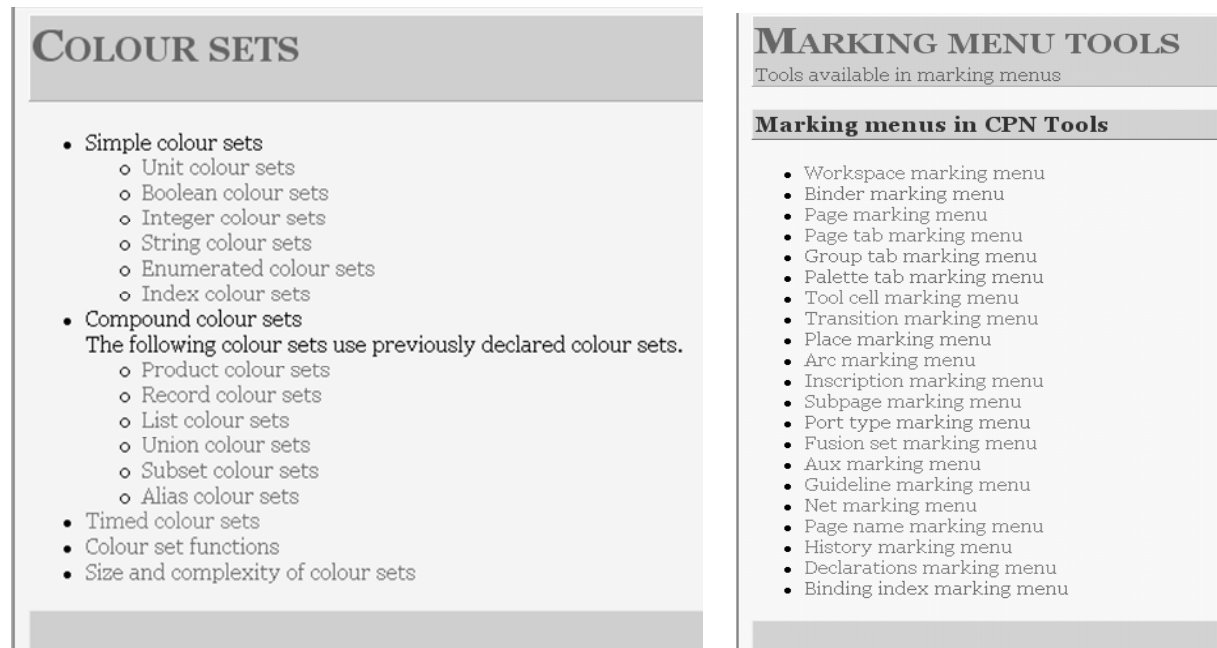 COLOUR SETS
Simple colour sets
Unit colour sets
Boolean colour sets
Integer colour sets
String colour sets
Enumerated colour sets
Index colour sets
Compound colour sets
The following colour sets use previously declared colour sets.
Product colour sets
Record colour sets
List colour sets
Union colour sets
Subset colour sets
Alias colour sets
Timed colour sets
Colour set functions
Size and complexity of colour sets
MARKING MENU TOOLS
Tools available in marking menus
Marking menus in CPN Tools
Workspace marking menu
Binder marking menu
Page marking menu
Page tab marking menu
Group tab marking menu
Palette tab marking menu
Tool cell marking menu
Transition marking menu
Place marking menu
Arc marking menu
Inscription marking menu
Subpage marking menu
Port type marking menu
Fusion set marking menu
Aux marking menu
Guideline marking menu
Net marking menu
Page name marking menu
History marking menu
Declarations marking menu
Binding index marking menu